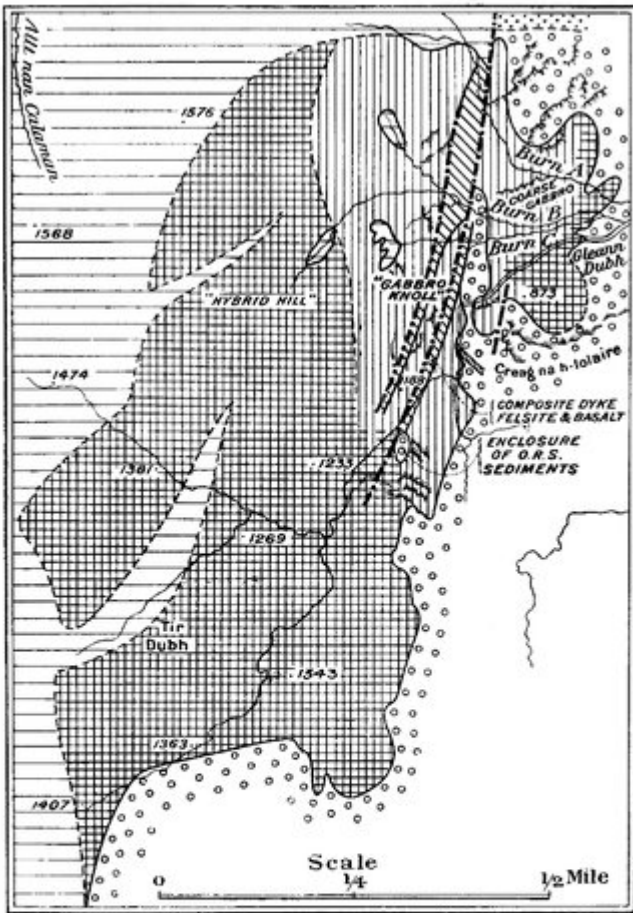 Allt nan Calaman
1576
1568
Burn A
COARSE
GABBRO
Burn B
Burn C
Gleann
Dubh
"HYBRID HILL"
"GABBRO
KNOLL"
.873
Creag na h-Iolaire
1474
COMPOSITE DYKE
FELSITE & BASALT
ENCLOSURE
OF O.R.S.
SEDIMENTS
1361
1233
1269
Tir
Dubh
1543
1363
1407
Scale
0 1/4 1/2 Mile